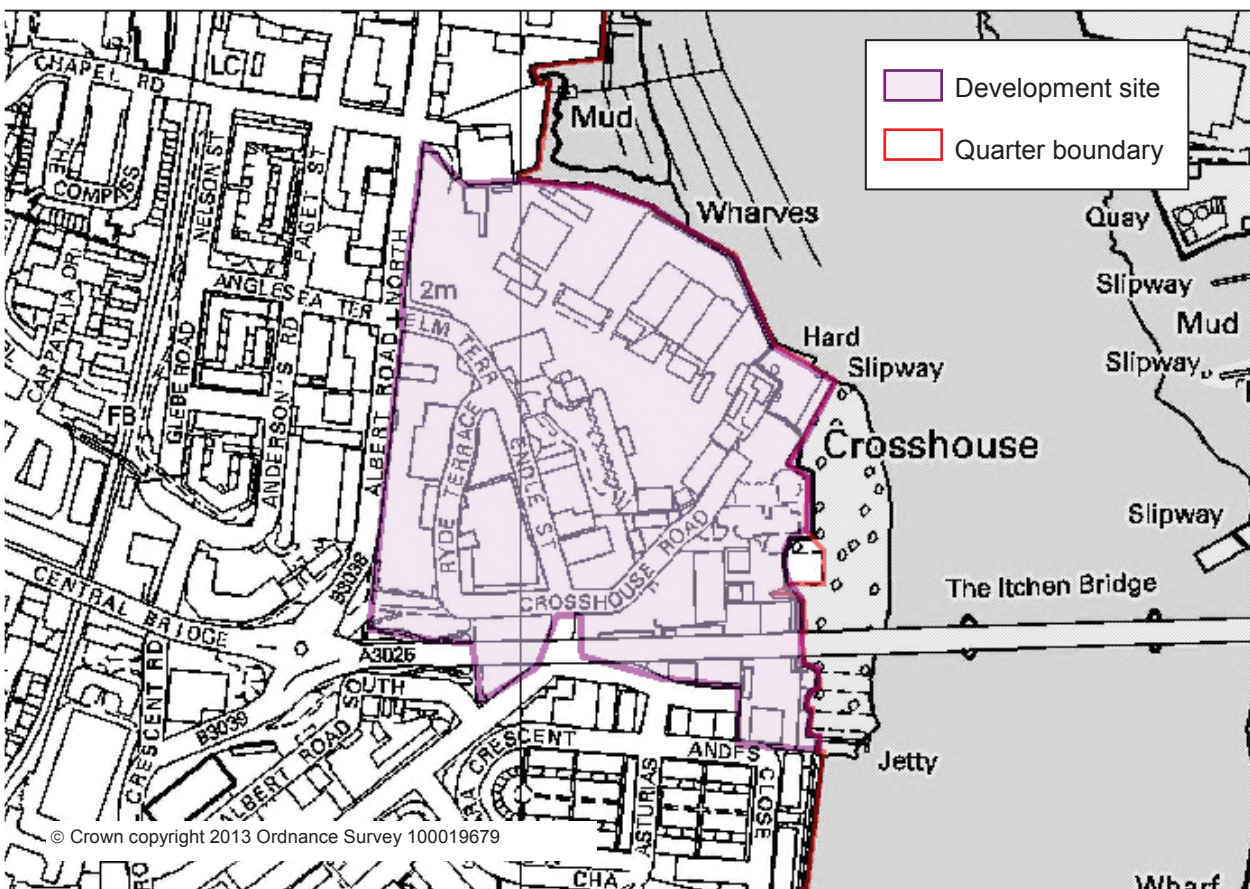 CHAPEL RD
LC
THE
COMPASS
NELSON ST
PAGET ST
Mud
Wharves
Development site
Quarter boundary
Quay
Slipway
Mud
Slipway
CARPATHIA DR
ANGLESEA TER
ALBERT ROAD NORTH
2m
ELM TERR
Hard
Slipway
GLEBE ROAD
FB
ANDERSON'S RD
RYDE TERRACE
ENDLE ST
Crosshouse
CROSSHOUSE ROAD
Slipway
The Itchen Bridge
CENTRAL BRIDGE
B3038
A3026
B3039
CRESCENT RD
ALBERT ROAD SOUTH
CRESCENT
ANDES
CLOSE
ASTURIAS
Jetty
© Crown copyright 2013 Ordnance Survey 100019679
CHA
Wharf